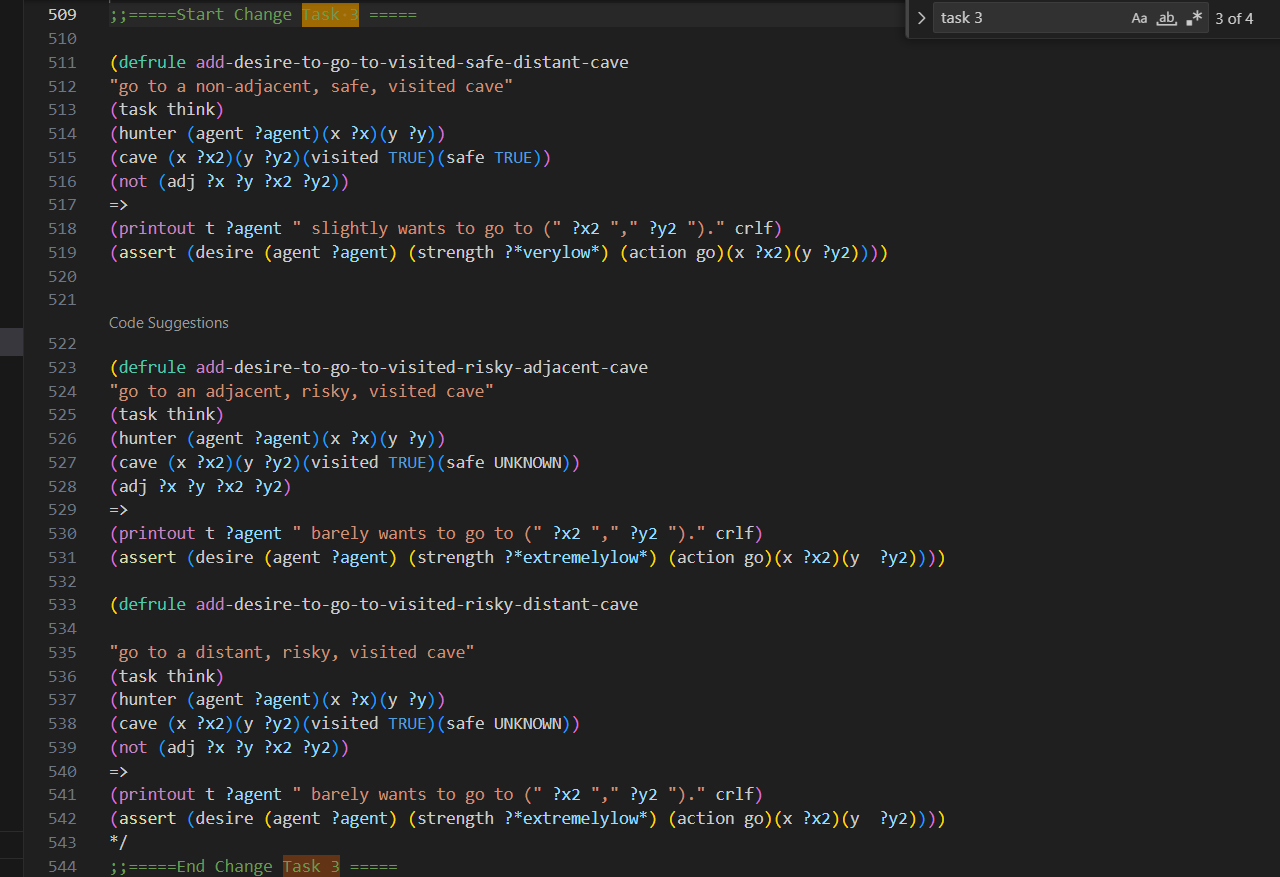 509 ;;=====Start Change Task 3 =====
task 3 Aa ab .* 3 of 4
510
511 (defrule add-desire-to-go-to-visited-safe-distant-cave
512 "go to a non-adjacent, safe, visited cave"
513 (task think)
514 (hunter (agent ?agent)(x ?x)(y ?y))
515 (cave (x ?x2)(y ?y2)(visited TRUE)(safe TRUE))
516 (not (adj ?x ?y ?x2 ?y2))
517 =>
518 (printout t ?agent " slightly wants to go to (" ?x2 "," ?y2 ")." crlf)
519 (assert (desire (agent ?agent) (strength ?*verylow*) (action go)(x ?x2)(y ?y2))))
520
521
Code Suggestions
522
523 (defrule add-desire-to-go-to-visited-risky-adjacent-cave
524 "go to an adjacent, risky, visited cave"
525 (task think)
526 (hunter (agent ?agent)(x ?x)(y ?y))
527 (cave (x ?x2)(y ?y2)(visited TRUE)(safe UNKNOWN))
528 (adj ?x ?y ?x2 ?y2)
529 =>
530 (printout t ?agent " barely wants to go to (" ?x2 "," ?y2 ")." crlf)
531 (assert (desire (agent ?agent) (strength ?*extremelylow*) (action go)(x ?x2)(y  ?y2))))
532
533 (defrule add-desire-to-go-to-visited-risky-distant-cave
534
535 "go to a distant, risky, visited cave"
536 (task think)
537 (hunter (agent ?agent)(x ?x)(y ?y))
538 (cave (x ?x2)(y ?y2)(visited TRUE)(safe UNKNOWN))
539 (not (adj ?x ?y ?x2 ?y2))
540 =>
541 (printout t ?agent " barely wants to go to (" ?x2 "," ?y2 ")." crlf)
542 (assert (desire (agent ?agent) (strength ?*extremelylow*) (action go)(x ?x2)(y  ?y2))))
543 */
544 ;;=====End Change Task 3 =====